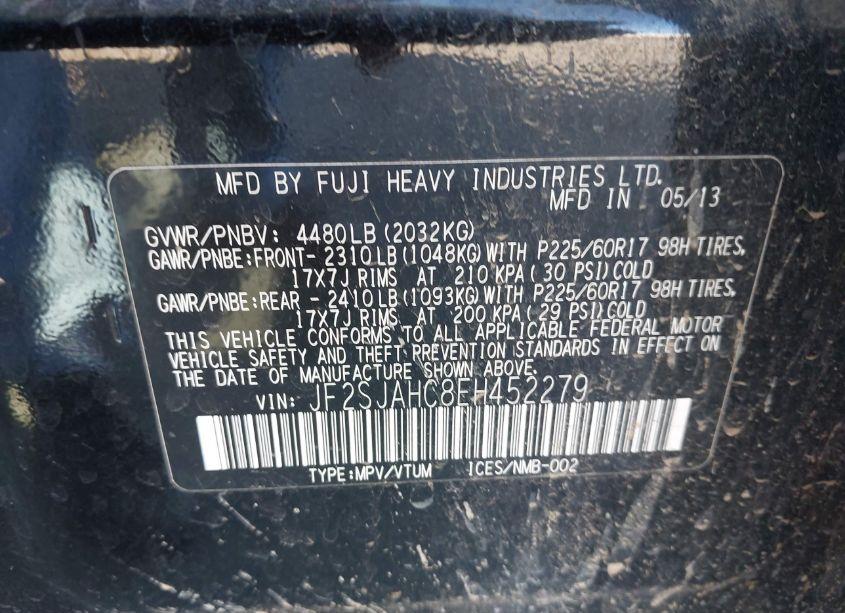 MFD BY FUJI HEAVY INDUSTRIES LTD.
MFD IN 05/13
GVWR/PNBV: 4480LB (2032KG)
GAWR/PNBE:FRONT- 2310LB (1048KG) WITH P225/60R17 98H TIRES,
17X7J RIMS AT 210 KPA ( 30 PSI) COLD
GAWR/PNBE:REAR - 2410LB (1093KG) WITH P225/60R17 98H TIRES,
17X7J RIMS AT 200 KPA ( 29 PSI) COLD
THIS VEHICLE CONFORMS TO ALL APPLICABLE FEDERAL MOTOR
VEHICLE SAFETY AND THEFT PREVENTION STANDARDS IN EFFECT ON
THE DATE OF MANUFACTURE SHOWN ABOVE.
VIN: JF2SJAHC8EH452279
TYPE:MPV/VTUM ICES/NMB-002